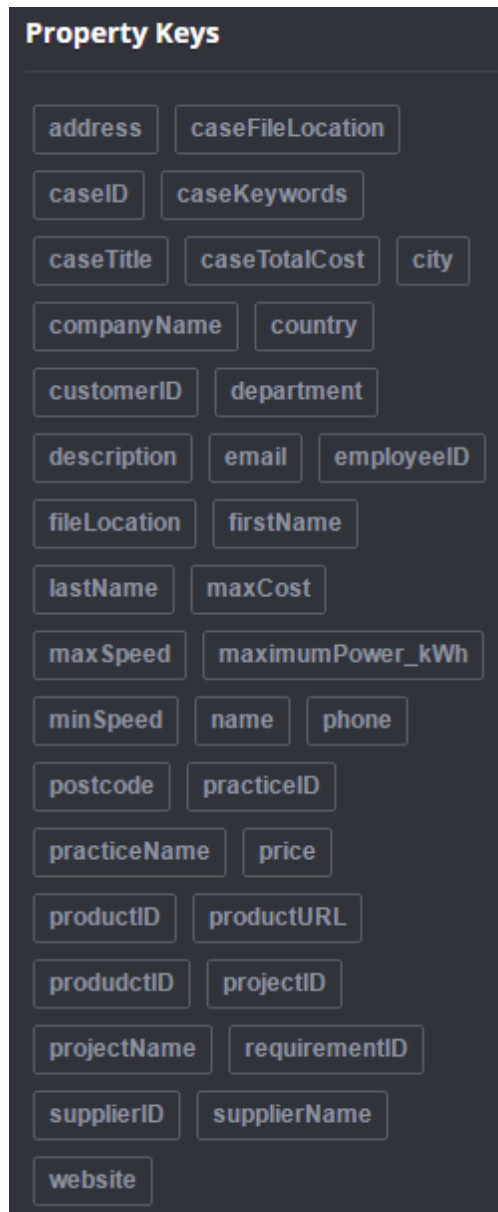 Property Keys
address caseFileLocation
caseID caseKeywords
caseTitle caseTotalCost city
companyName country
customerID department
description email employeeID
fileLocation firstName
lastName maxCost
maxSpeed maximumPower_kWh
minSpeed name phone
postcode practiceID
practiceName price
productID productURL
produdctID projectID
projectName requirementID
supplierID supplierName
website